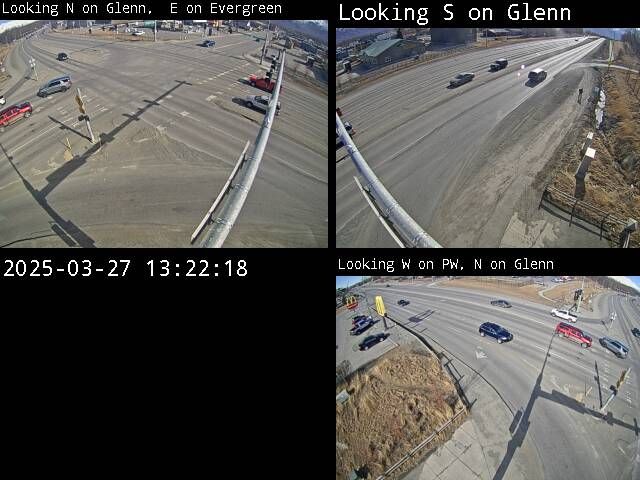 Looking N on Glenn,  E on Evergreen
Looking S on Glenn
2025-03-27 13:22:18
Looking W on PW, N on Glenn